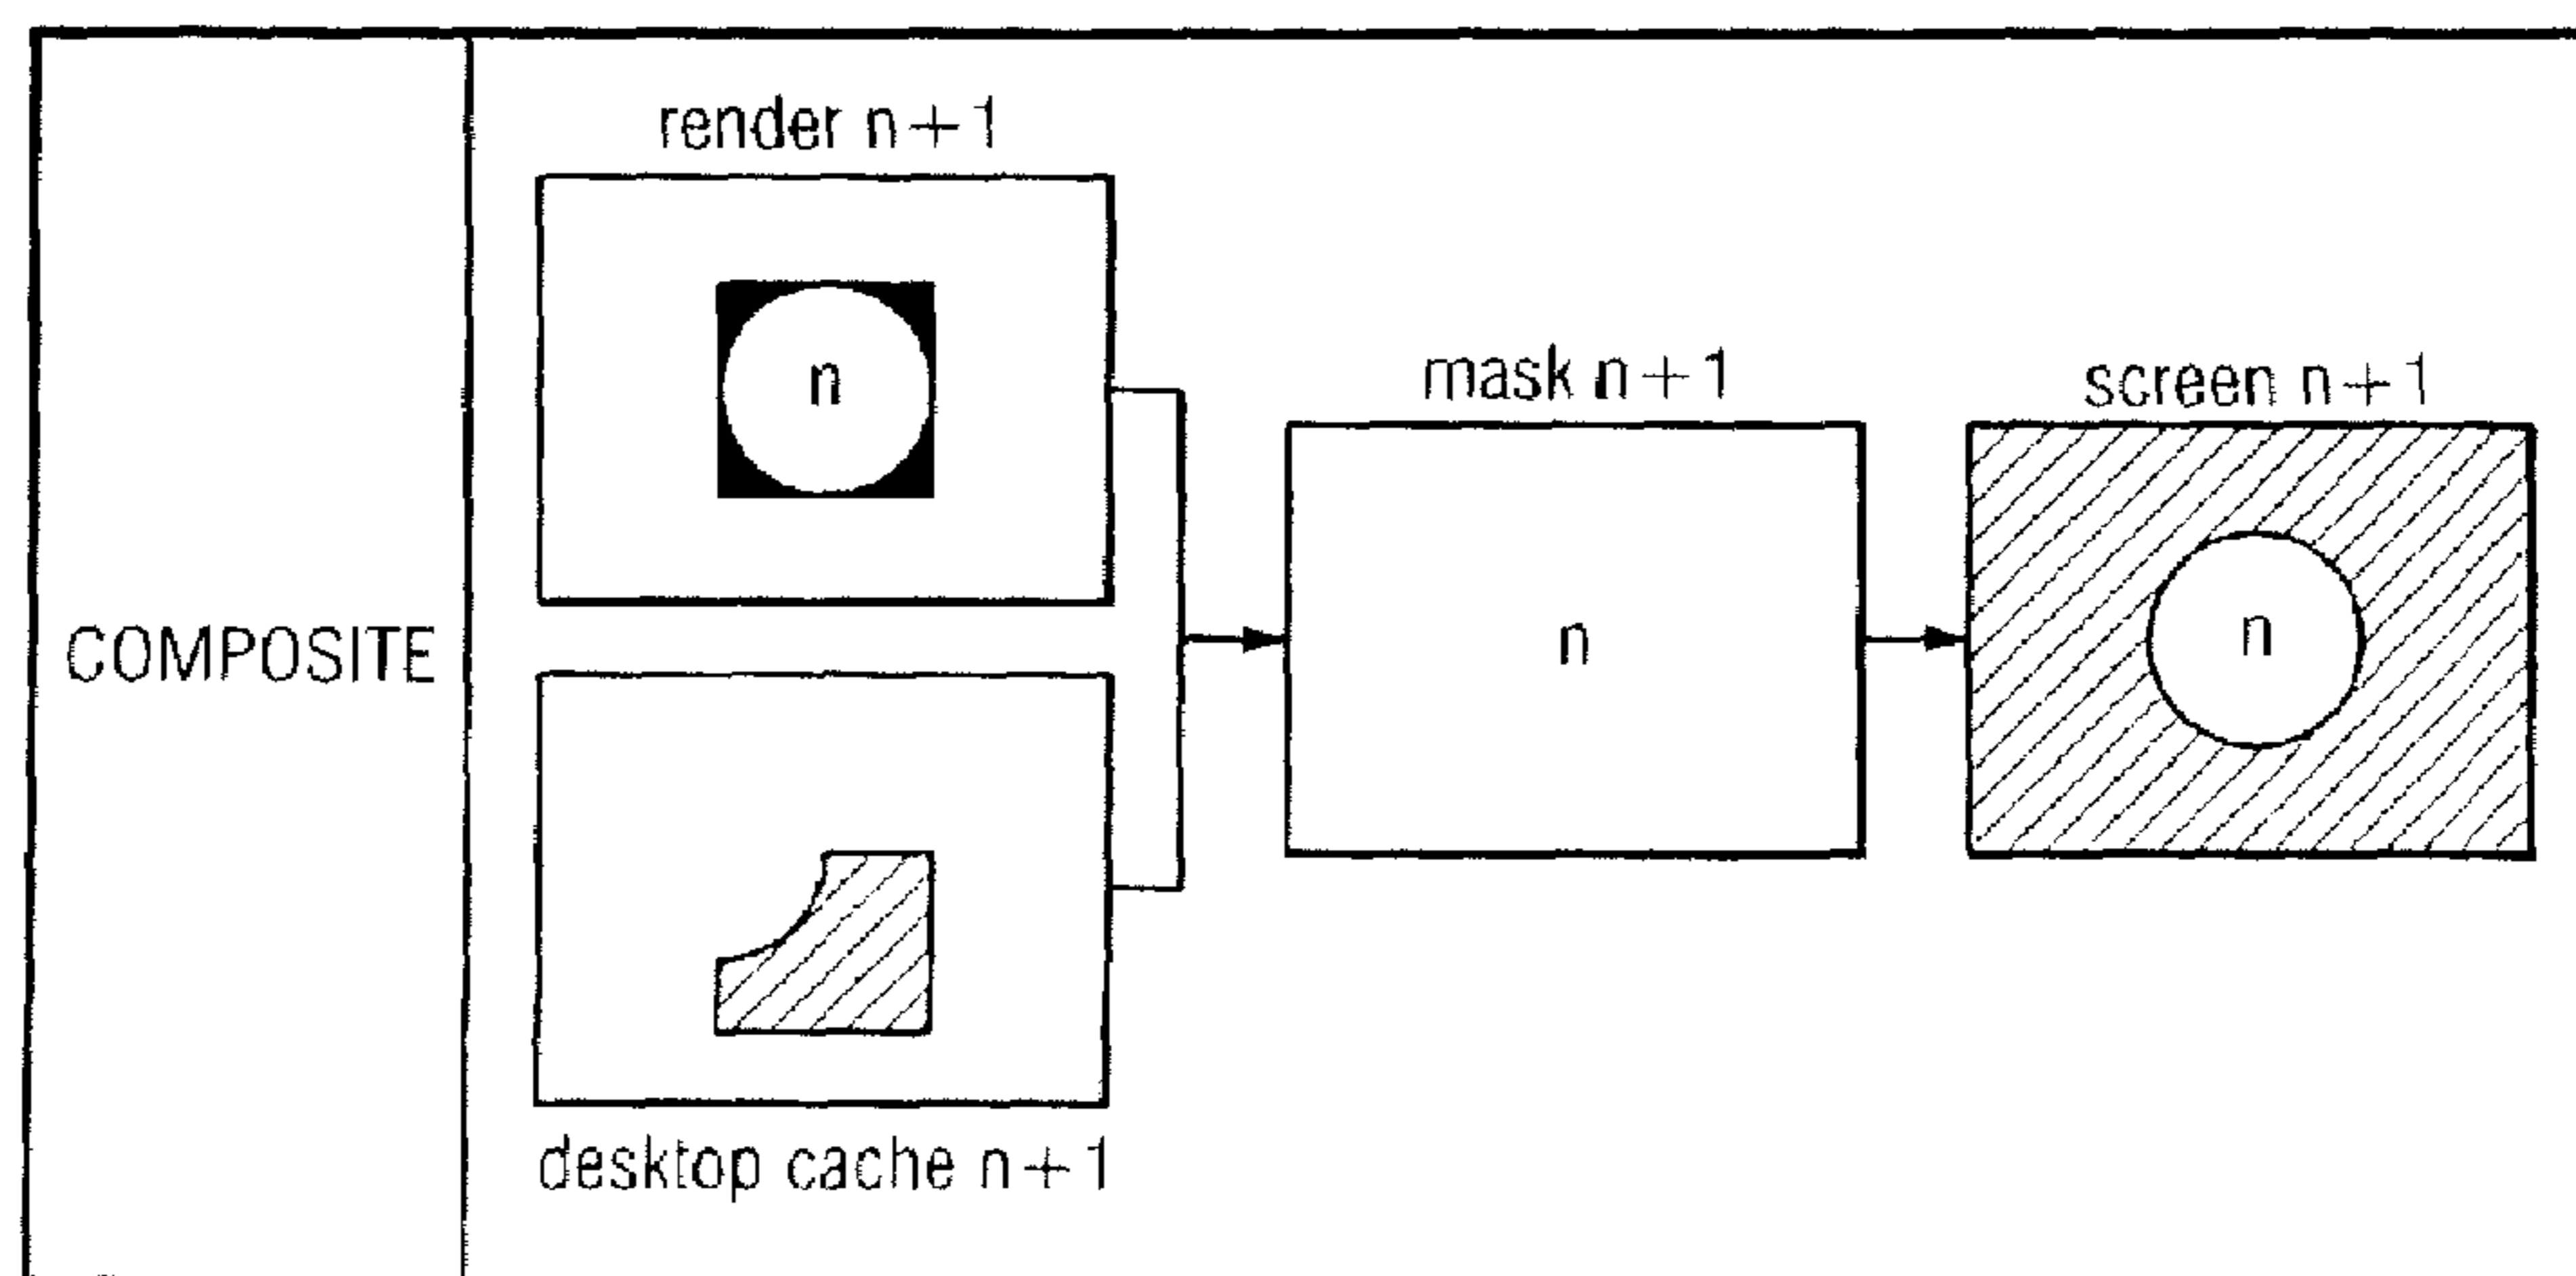 COMPOSITE
render n+1
n
desktop cache n+1
mask n+1
n
screen n+1
n